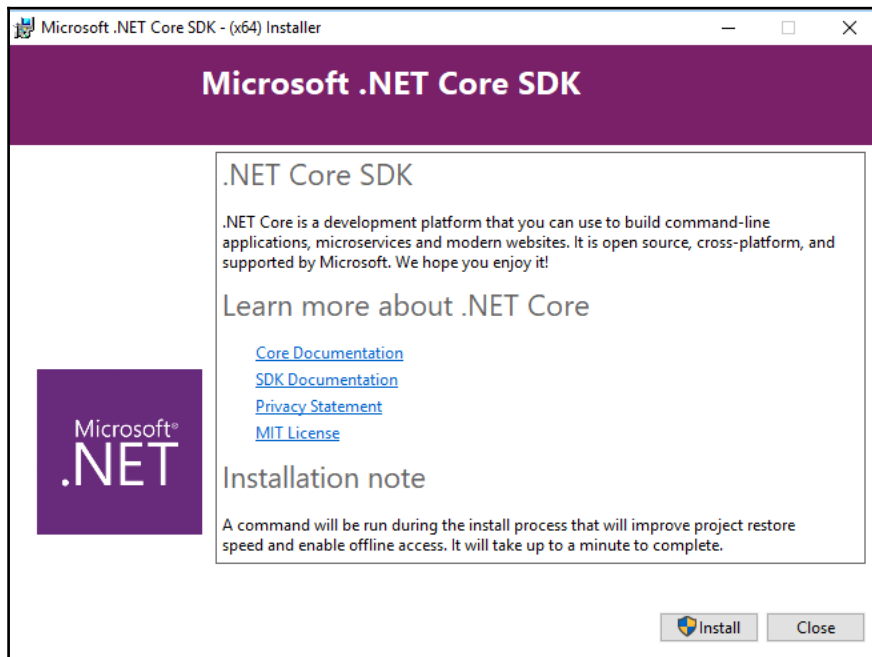 Microsoft .NET Core SDK - (x64) Installer
Microsoft .NET Core SDK
.NET Core SDK
.NET Core is a development platform that you can use to build command-line
applications, microservices and modern websites. It is open source, cross-platform, and
supported by Microsoft. We hope you enjoy it!
Learn more about .NET Core
Core Documentation
SDK Documentation
Privacy Statement
MIT License
Microsoft®
.NET
Installation note
A command will be run during the install process that will improve project restore
speed and enable offline access. It will take up to a minute to complete.
Install
Close